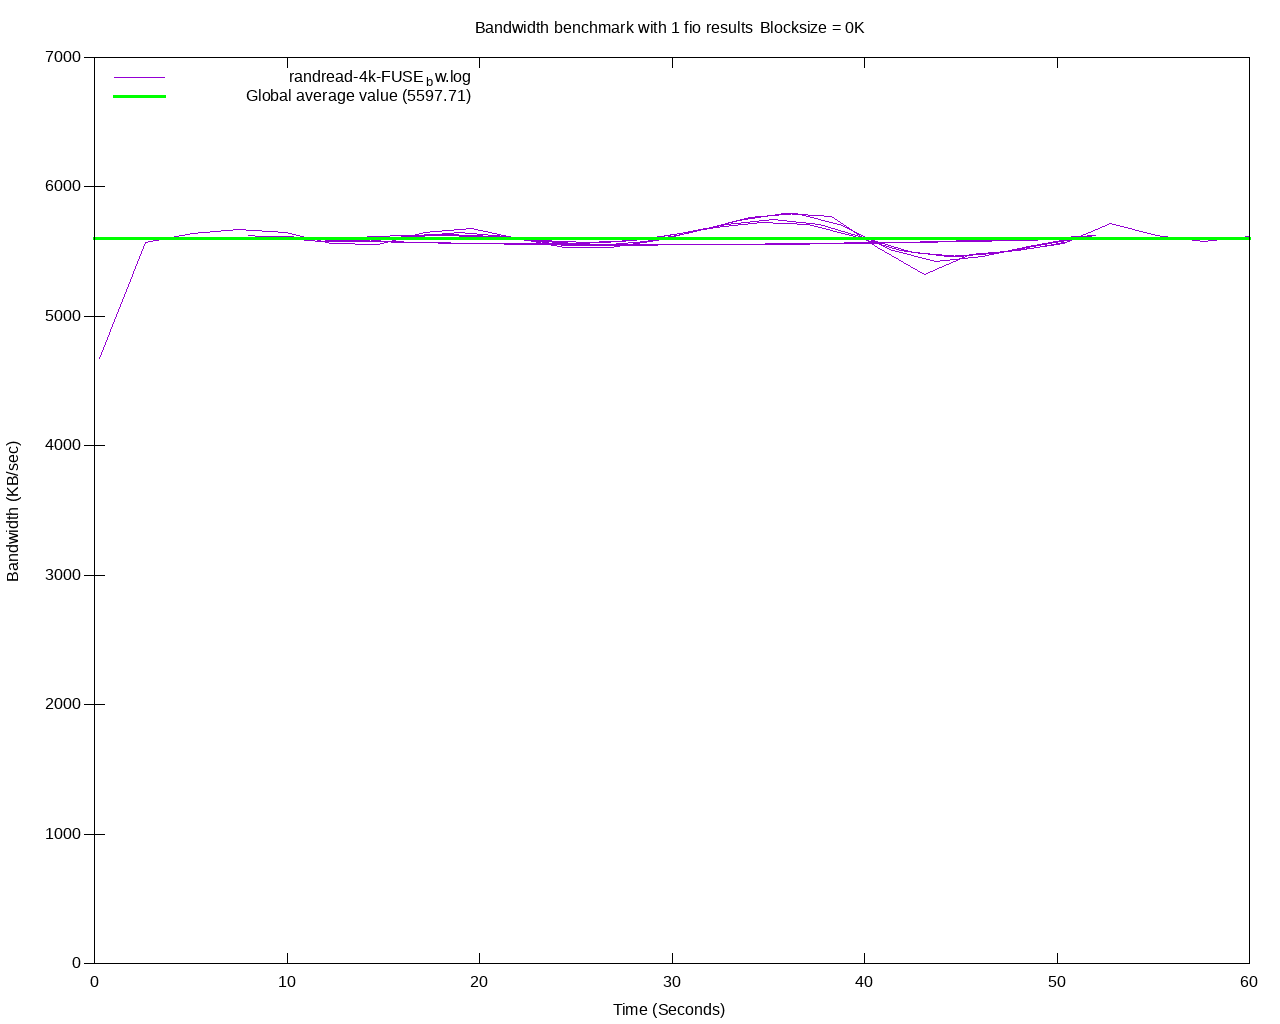 Bandwidth benchmark with 1 fio results Blocksize = 0K
randread-4k-FUSE_bw.log
Global average value (5597.71)
7000
6000
5000
4000
3000
2000
1000
0
Bandwidth (KB/sec)
0 10 20 30 40 50 60
Time (Seconds)